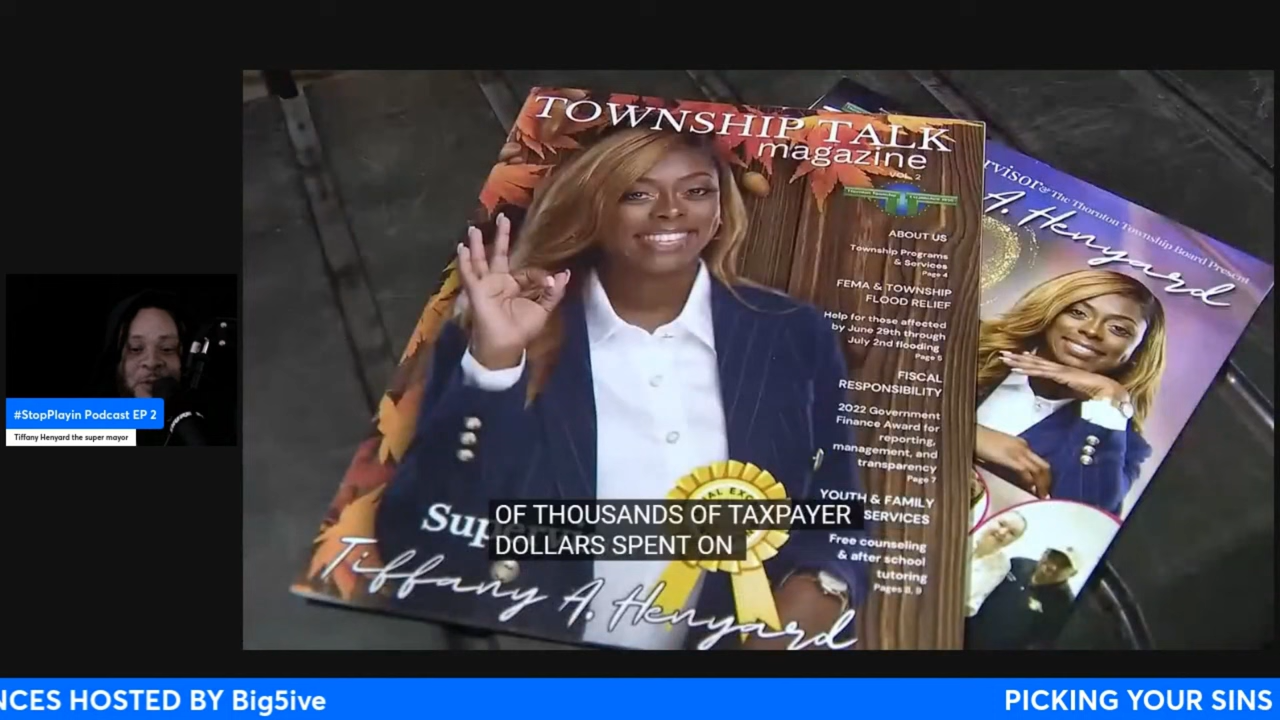 TOWNSHIP TALK
magazine
VOL. 2
ABOUT US
Township Programs
& Services
Page 4
FEMA & TOWNSHIP
FLOOD RELIEF
Help for those affected
by June 29th through
July 2nd flooding
Page 5
FISCAL
RESPONSIBILITY
2022 Government
Finance Award for
reporting,
management, and
transparency
Page 7
YOUTH & FAMILY
SERVICES
Free counseling
& after school
tutoring
Pages 8, 9
Tiffany A. Henyard
& The Thornton Township Board Present
A. Henyard
OF THOUSANDS OF TAXPAYER
DOLLARS SPENT ON
#StopPlayin Podcast EP 2
Tiffany Henyard the super mayor
NCES HOSTED BY Big5ive
PICKING YOUR SINS